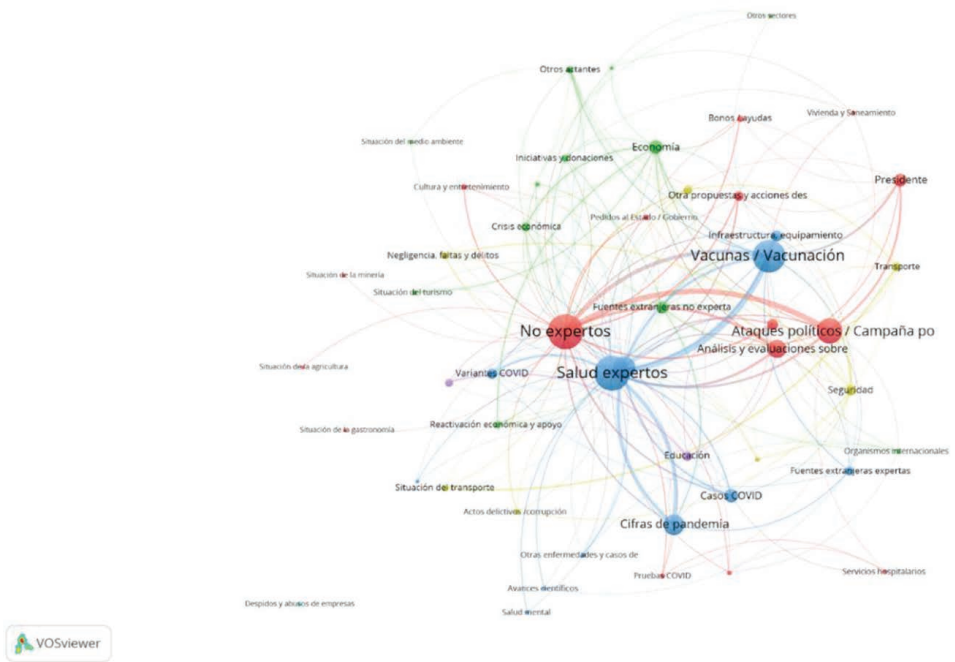 Otros sectores
Otros actantes
Vivienda y Saneamiento
Bonos /ayudas
Situación del medio ambiente
Economía
Iniciativas y donaciones
Presidente
Cultura y entretenimiento
Otra propuestas y acciones des
Pedidos al Estado / Gobierno
Crisis económica
Infraestructura, equipamiento
Negligencia, faltas y delitos
Vacunas / Vacunación
Transporte
Situación de la minería
Situación del turismo
Fuentes extranjeras no experta
No expertos
Ataques políticos / Campaña po
Análisis y evaluaciones sobre
Situación de la agricultura
Variantes COVID
Salud expertos
Seguridad
Reactivación económica y apoyo
Situación de la gastronomía
Organismos internacionales
Educación
Fuentes extranjeras expertas
Situación del transporte
Casos COVID
Actos delictivos /corrupción
Cifras de pandemia
Otras enfermedades y casos de
Pruebas COVID
Servicios hospitalarios
Avances científicos
Despidos y abusos de empresas
Salud mental
VOSviewer